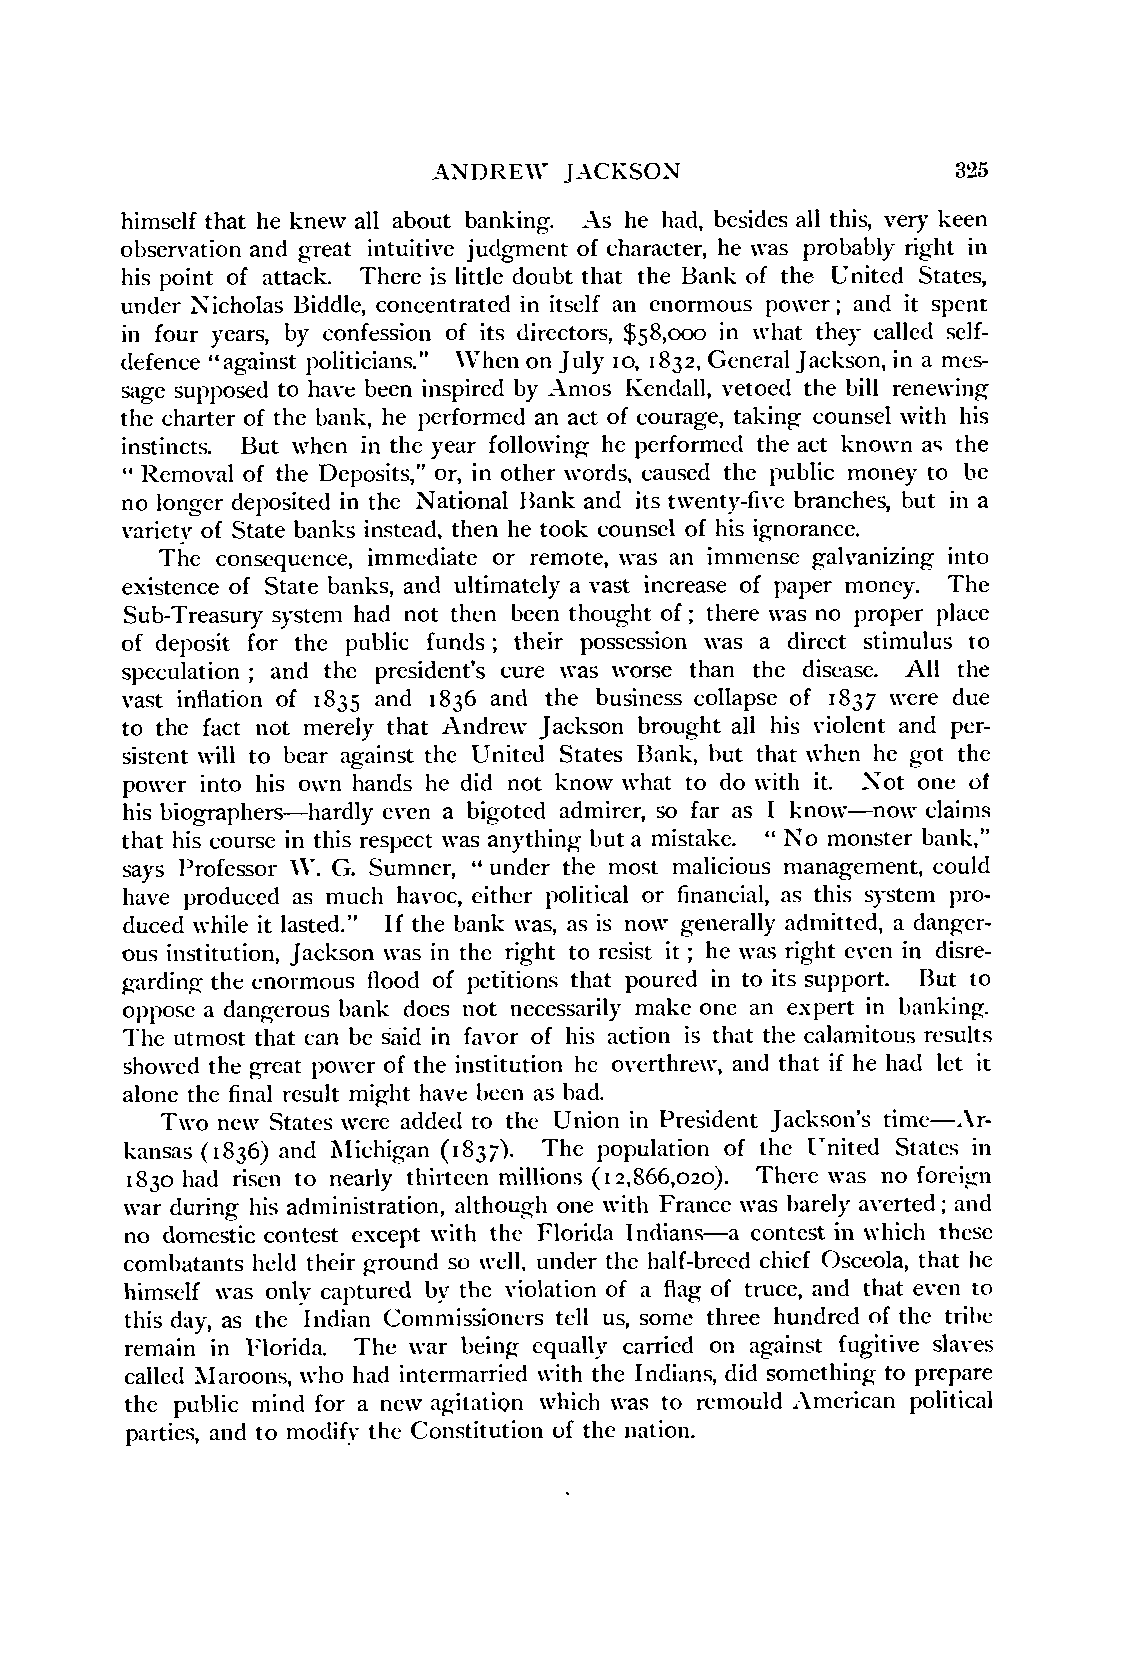 ANDREW JACKSON 325
himself that he knew all about banking. As he had, besides all this, very keen
observation and great intuitive judgment of character, he was probably right in
his point of attack. There is little doubt that the Bank of the United States,
under Nicholas Biddle, concentrated in itself an enormous power; and it spent
in four years, by confession of its directors, $58,000 in what they called self-
defence "against politicians." When on July 10, 1832, General Jackson, in a mes-
sage supposed to have been inspired by Amos Kendall, vetoed the bill renewing
the charter of the bank, he performed an act of courage, taking counsel with his
instincts. But when in the year following he performed the act known as the
"Removal of the Deposits," or, in other words, caused the public money to be
no longer deposited in the National Bank and its twenty-five branches, but in a
variety of State banks instead, then he took counsel of his ignorance.
The consequence, immediate or remote, was an immense galvanizing into
existence of State banks, and ultimately a vast increase of paper money. The
Sub-Treasury system had not then been thought of; there was no proper place
of deposit for the public funds; their possession was a direct stimulus to
speculation; and the president's cure was worse than the disease. All the
vast inflation of 1835 and 1836 and the business collapse of 1837 were due
to the fact not merely that Andrew Jackson brought all his violent and per-
sistent will to bear against the United States Bank, but that when he got the
power into his own hands he did not know what to do with it. Not one of
his biographers—hardly even a bigoted admirer, so far as I know—now claims
that his course in this respect was anything but a mistake. "No monster bank,"
says Professor W. G. Sumner, "under the most malicious management, could
have produced as much havoc, either political or financial, as this system pro-
duced while it lasted." If the bank was, as is now generally admitted, a danger-
ous institution, Jackson was in the right to resist it; he was right even in disre-
garding the enormous flood of petitions that poured in to its support. But to
oppose a dangerous bank does not necessarily make one an expert in banking.
The utmost that can be said in favor of his action is that the calamitous results
showed the great power of the institution he overthrew, and that if he had let it
alone the final result might have been as bad.
Two new States were added to the Union in President Jackson's time—Ar-
kansas (1836) and Michigan (1837). The population of the United States in
1830 had risen to nearly thirteen millions (12,866,020). There was no foreign
war during his administration, although one with France was barely averted; and
no domestic contest except with the Florida Indians—a contest in which these
combatants held their ground so well, under the half-breed chief Osceola, that he
himself was only captured by the violation of a flag of truce, and that even to
this day, as the Indian Commissioners tell us, some three hundred of the tribe
remain in Florida. The war being equally carried on against fugitive slaves
called Maroons, who had intermarried with the Indians, did something to prepare
the public mind for a new agitation which was to remould American political
parties, and to modify the Constitution of the nation.